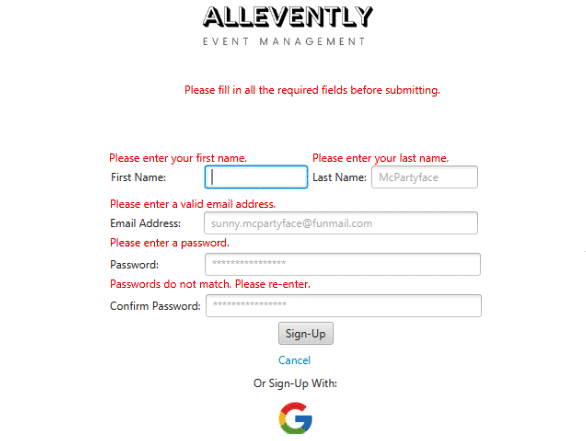 ALLEVENTLY
EVENT MANAGEMENT
Please fill in all the required fields before submitting.
Please enter your first name. Please enter your last name.
First Name: Last Name: McPartyface
Please enter a valid email address.
Email Address: sunny.mcpartyface@funmail.com
Please enter a password.
Password: ****************
Passwords do not match. Please re-enter.
Confirm Password: ****************
Sign-Up
Cancel
Or Sign-Up With:
G